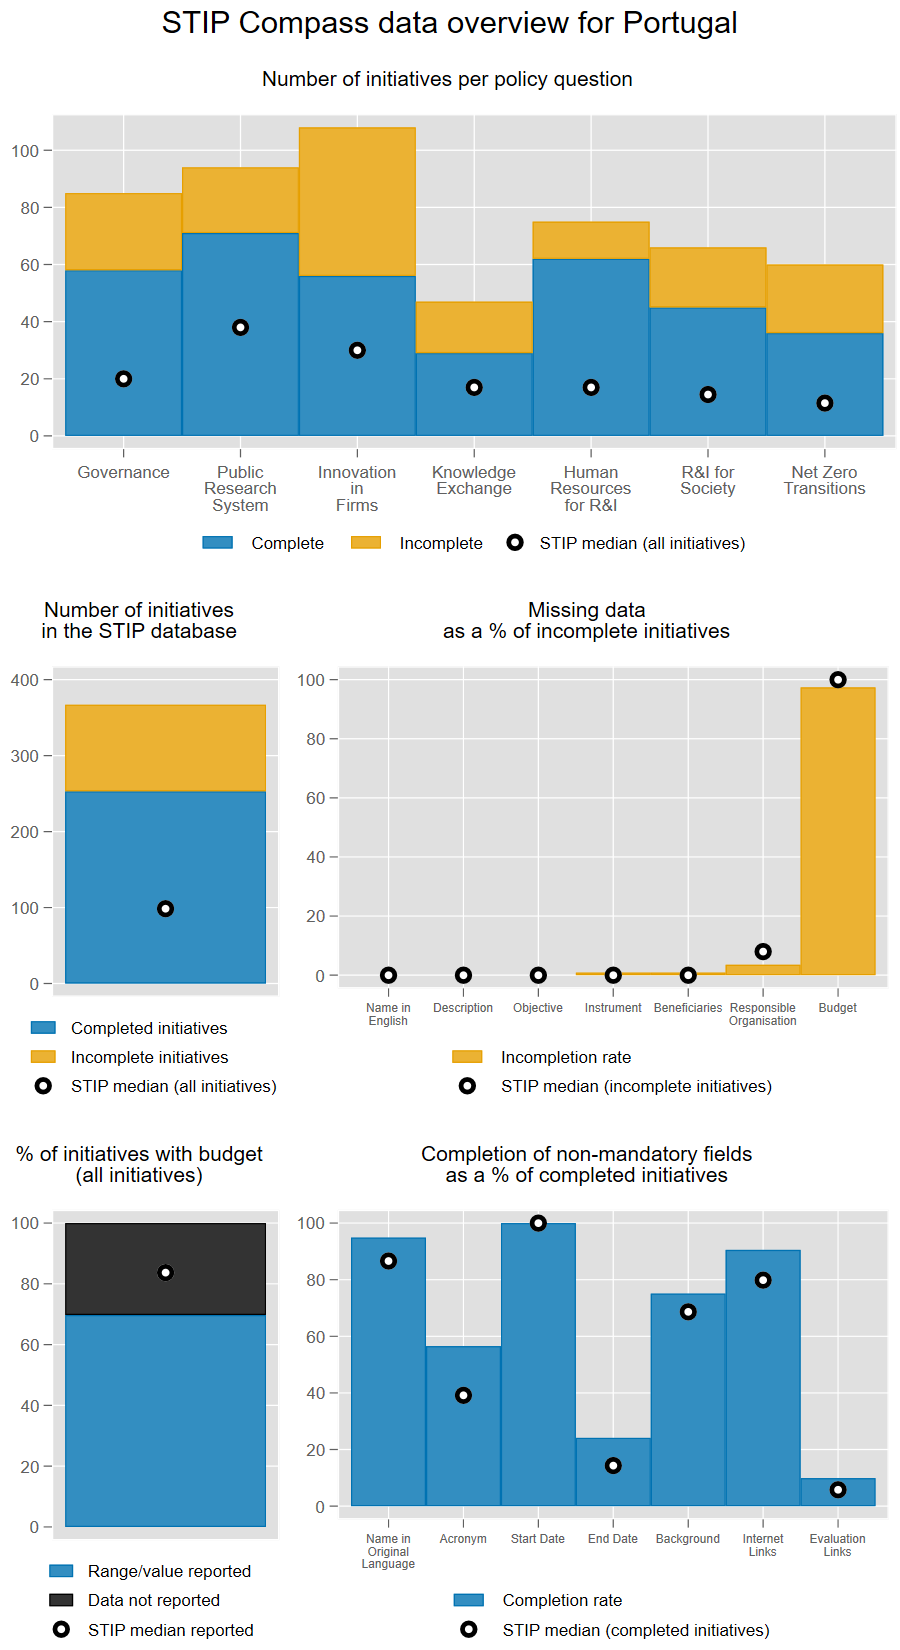 STIP Compass data overview for Portugal
Number of initiatives per policy question
100
80
60
40
20
0
Governance
Public
Research
System
Innovation
in
Firms
Knowledge
Exchange
Human
Resources
for R&I
R&I for
Society
Net Zero
Transitions
Complete
Incomplete
STIP median (all initiatives)
Number of initiatives
in the STIP database
400
300
200
100
0
Completed initiatives
Incomplete initiatives
STIP median (all initiatives)
Missing data
as a % of incomplete initiatives
100
80
60
40
20
0
Name in
English
Description
Objective
Instrument
Beneficiaries
Responsible
Organisation
Budget
Incompletion rate
STIP median (incomplete initiatives)
% of initiatives with budget
(all initiatives)
100
80
60
40
20
0
Range/value reported
Data not reported
STIP median reported
Completion of non-mandatory fields
as a % of completed initiatives
100
80
60
40
20
0
Name in
Original
Language
Acronym
Start Date
End Date
Background
Internet
Links
Evaluation
Links
Completion rate
STIP median (completed initiatives)